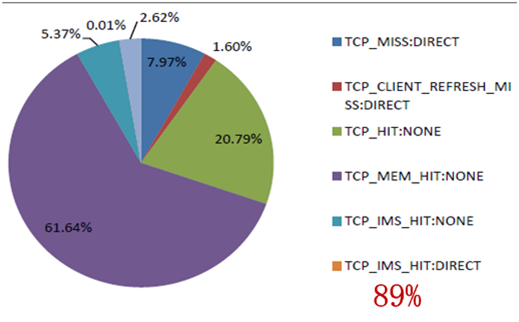 0.01%
2.62%
5.37%
7.97%
1.60%
20.79%
61.64%
TCP_MISS:DIRECT
TCP_CLIENT_REFRESH_MI
SS:DIRECT
TCP_HIT:NONE
TCP_MEM_HIT:NONE
TCP_IMS_HIT:NONE
TCP_IMS_HIT:DIRECT
89%